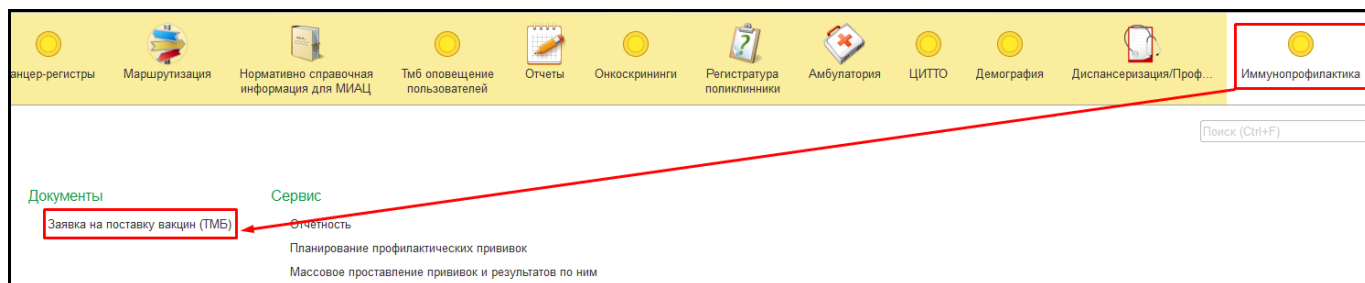 анцер-регистры
Маршрутизация
Нормативно справочная
информация для МИАЦ
Тмб оповещение
пользователей
Отчеты
Онкоскрининги
Регистратура
поликлинники
Амбулатория
ЦИТТО
Демография
Диспансеризация/Проф...
Иммунопрофилактика
Поиск (Ctrl+F)
Документы
Заявка на поставку вакцин (ТМБ)
Сервис
Отчетность
Планирование профилактических прививок
Массовое проставление прививок и результатов по ним